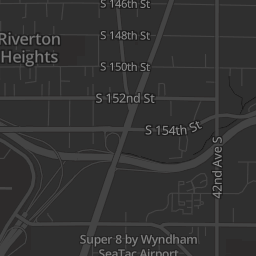 S 146th St
S 148th St
Riverton
Heights
S 150th St
S 152nd St
S 154th St
42nd Ave S
Super 8 by Wyndham
SeaTac Airport